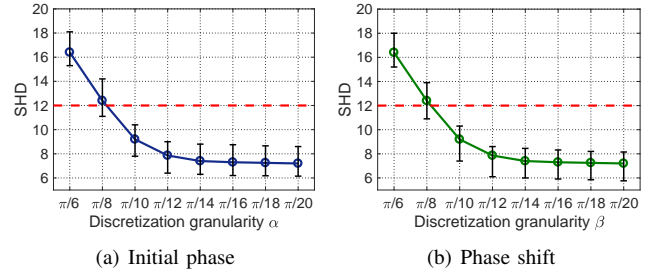 20
18
16
14
12
10
8
6
SHD
π/6 π/8 π/10 π/12 π/14 π/16 π/18 π/20
Discretization granularity α
(a) Initial phase
20
18
16
14
12
10
8
6
SHD
π/6 π/8 π/10 π/12 π/14 π/16 π/18 π/20
Discretization granularity β
(b) Phase shift